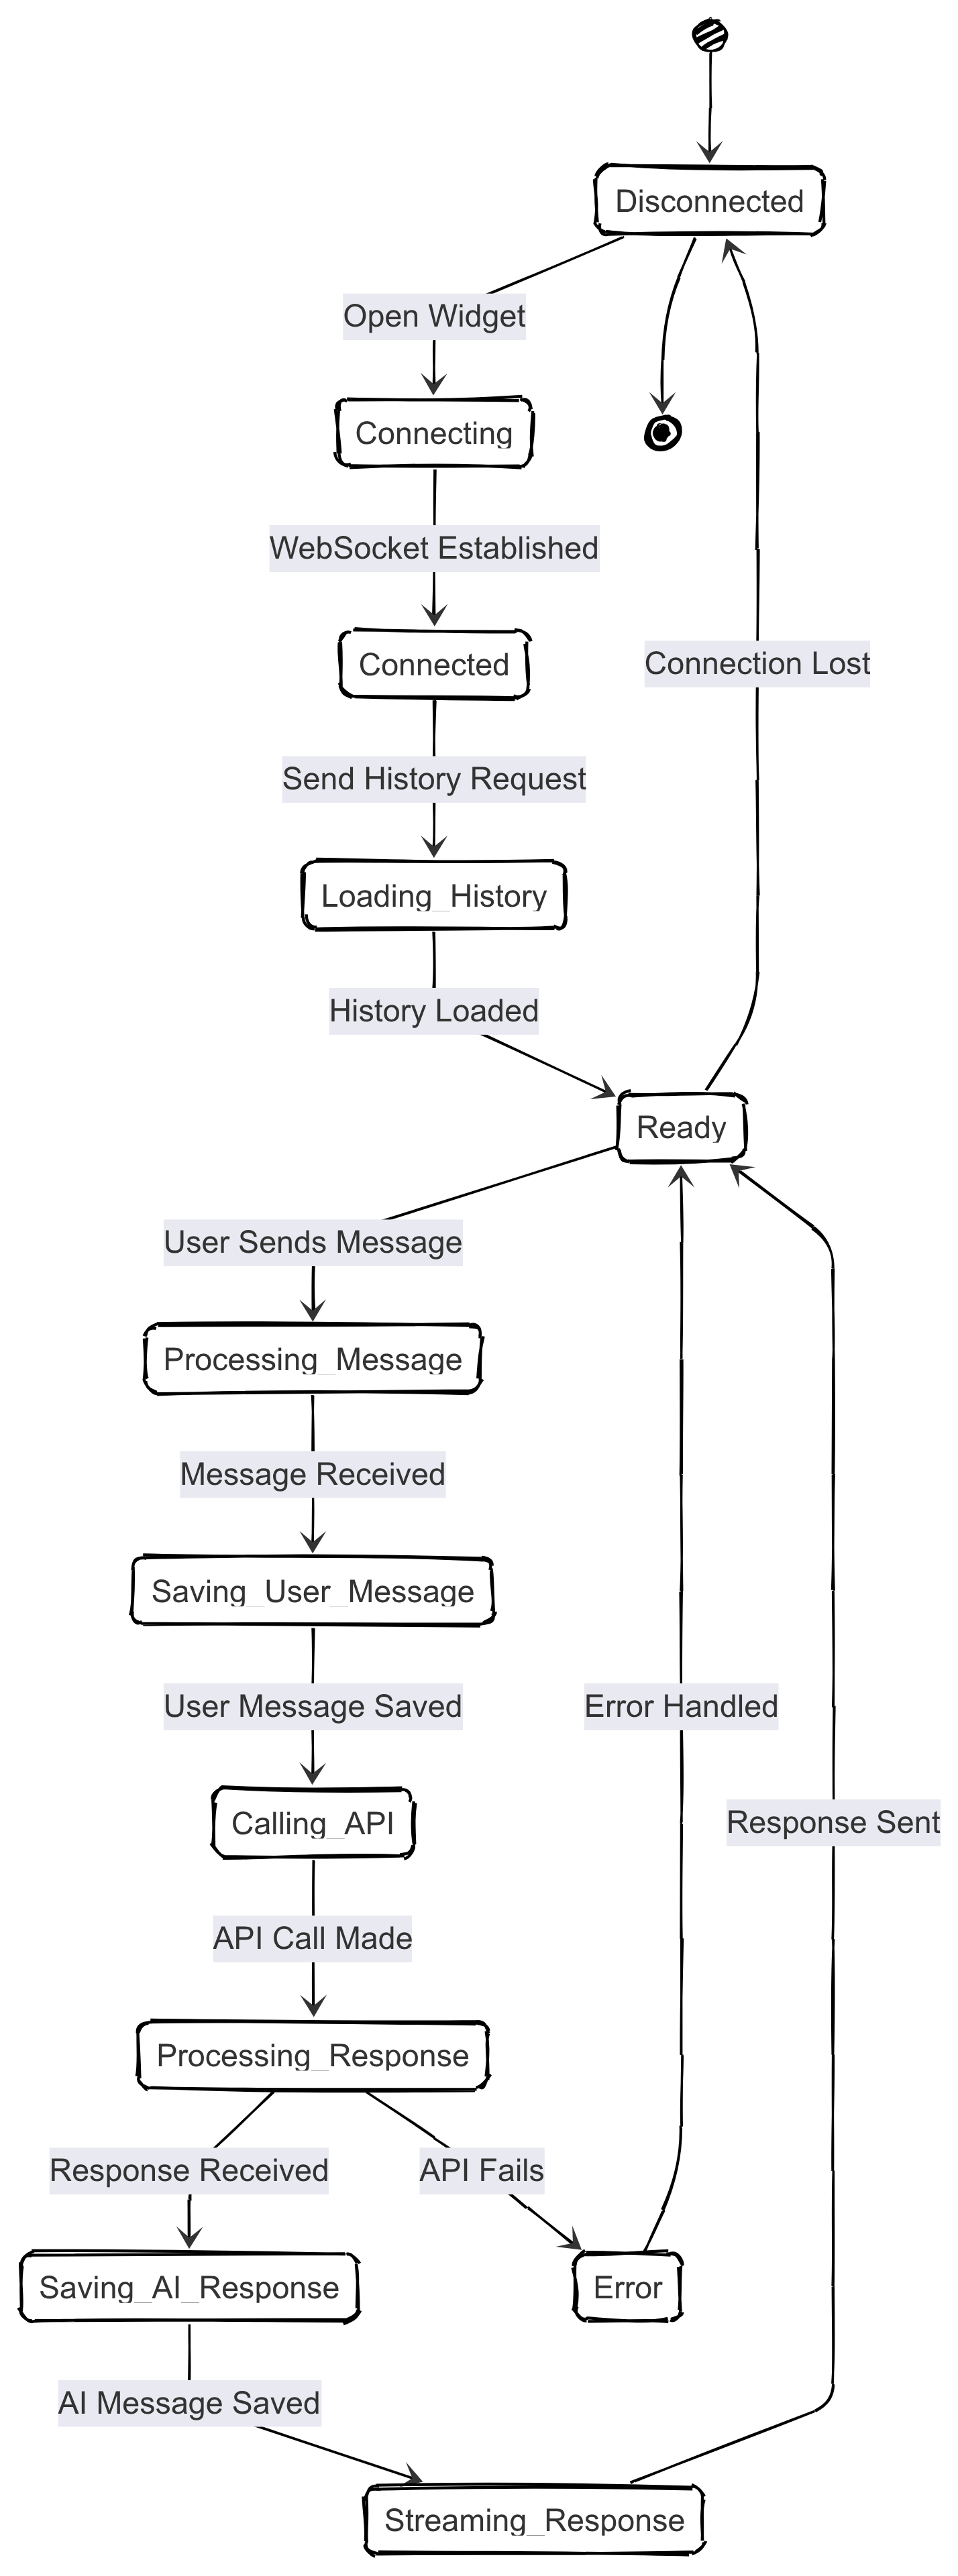 Disconnected
Open Widget
Connecting
WebSocket Established
Connected
Connection Lost
Send History Request
Loading_History
History Loaded
Ready
User Sends Message
Processing_Message
Message Received
Saving_User_Message
User Message Saved
Error Handled
Calling_API
Response Sent
API Call Made
Processing_Response
Response Received
API Fails
Saving_AI_Response
Error
AI Message Saved
Streaming_Response